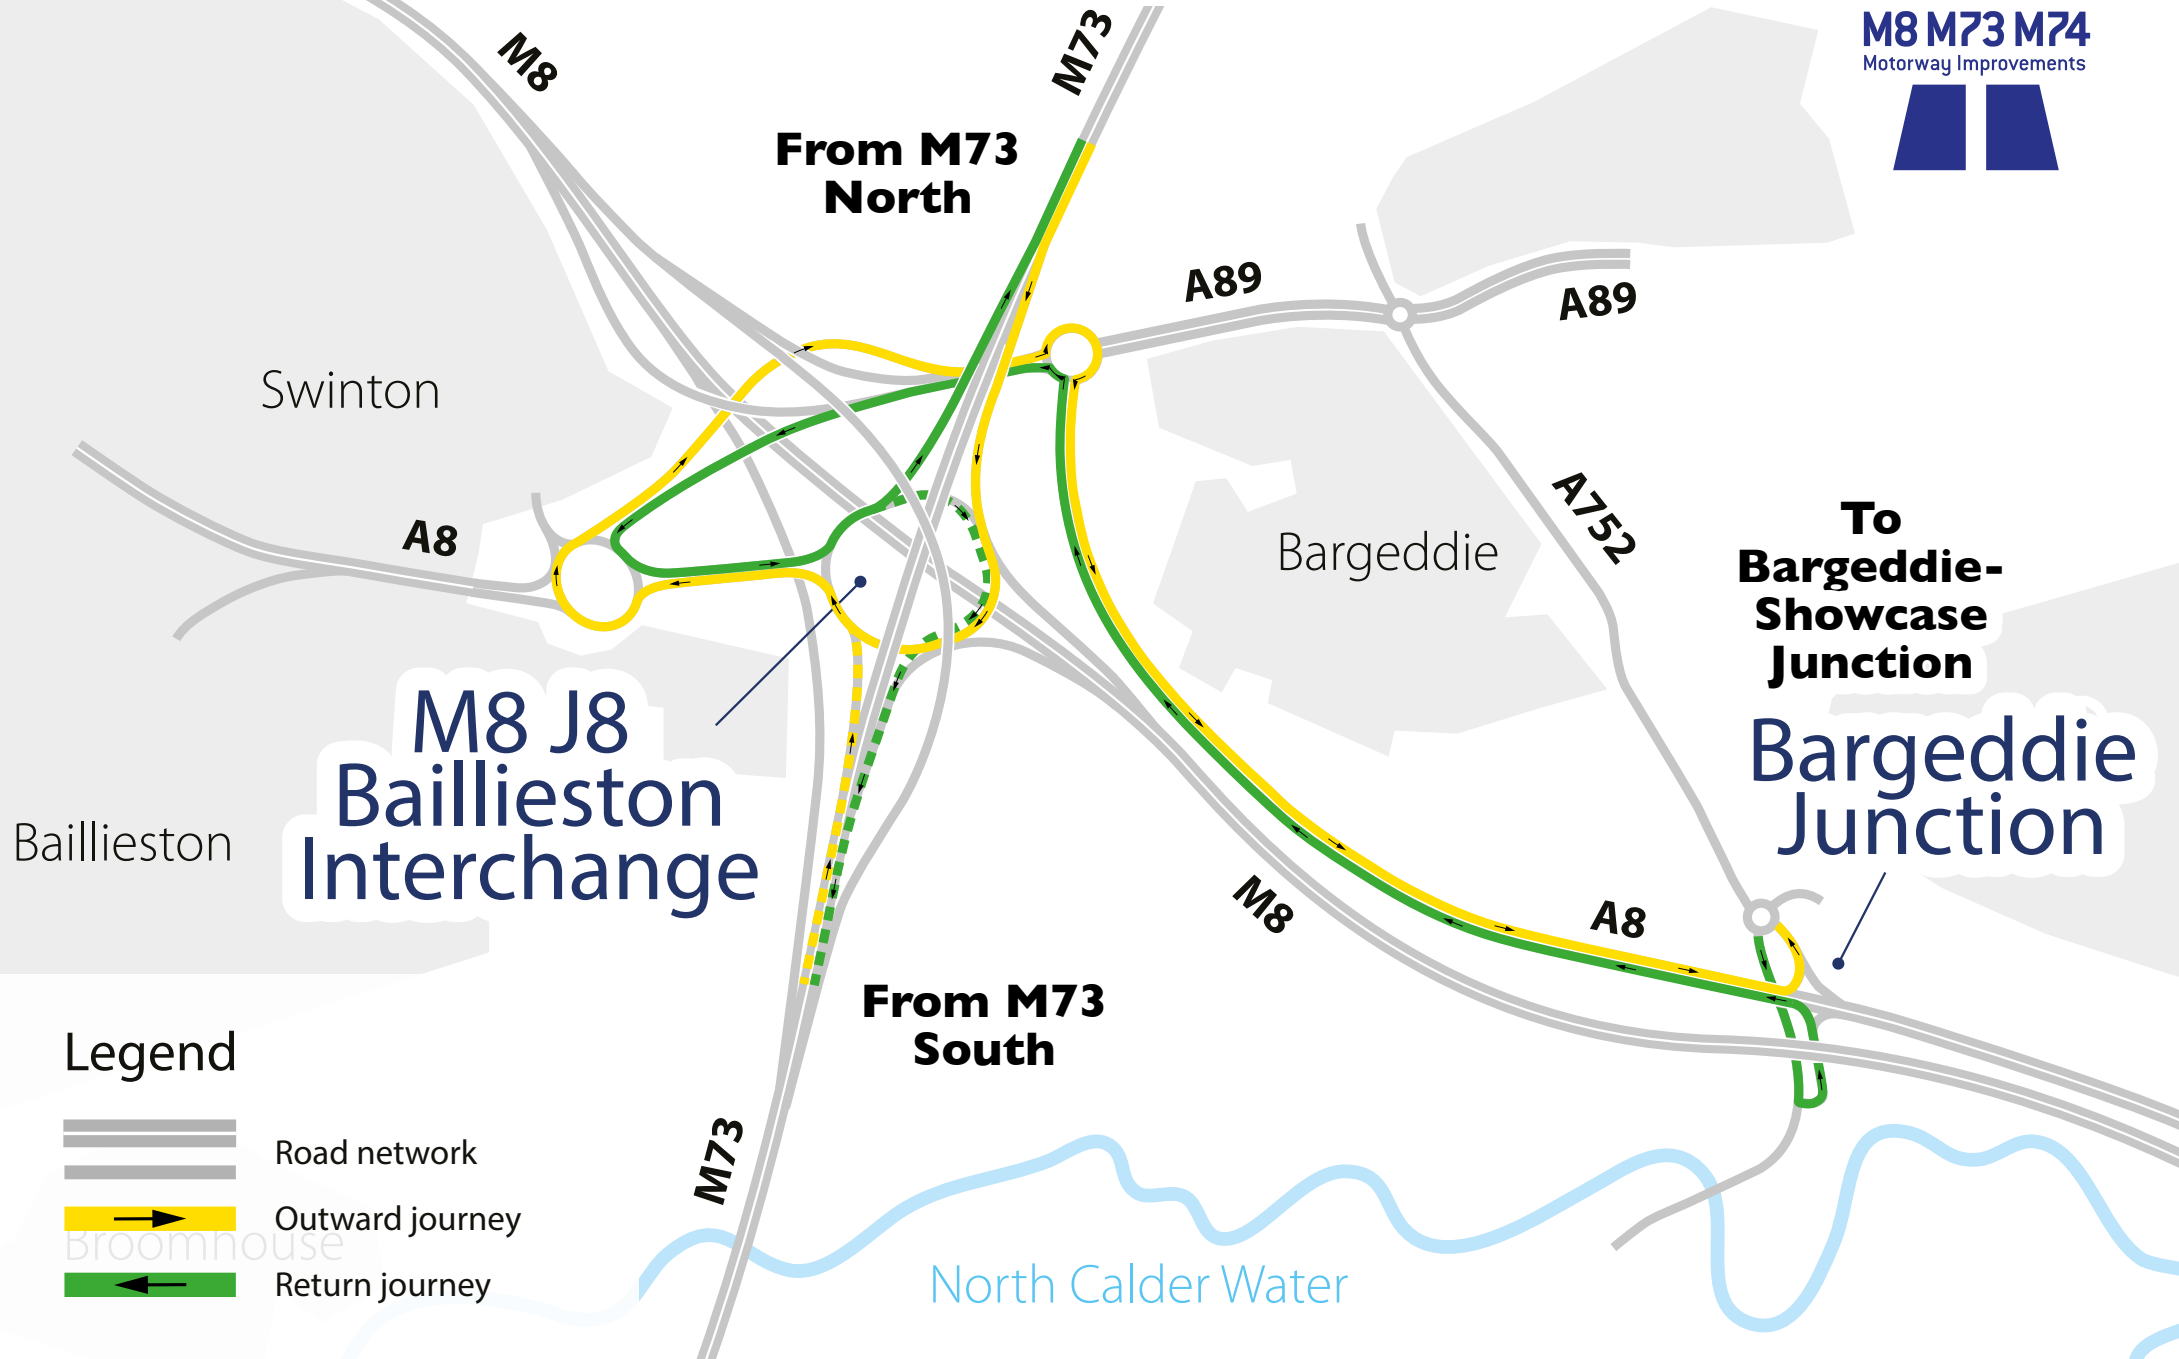 M8 M73 M74
Motorway Improvements
M8
M73
From M73
North
A89
A89
Swinton
A8
A752
Bargeddie
To
Bargeddie-
Showcase
Junction
M8 J8
Baillieston
Interchange
Bargeddie
Junction
Baillieston
M8
A8
From M73
South
M73
Legend
Road network
Outward journey
Broomhouse
Return journey
North Calder Water